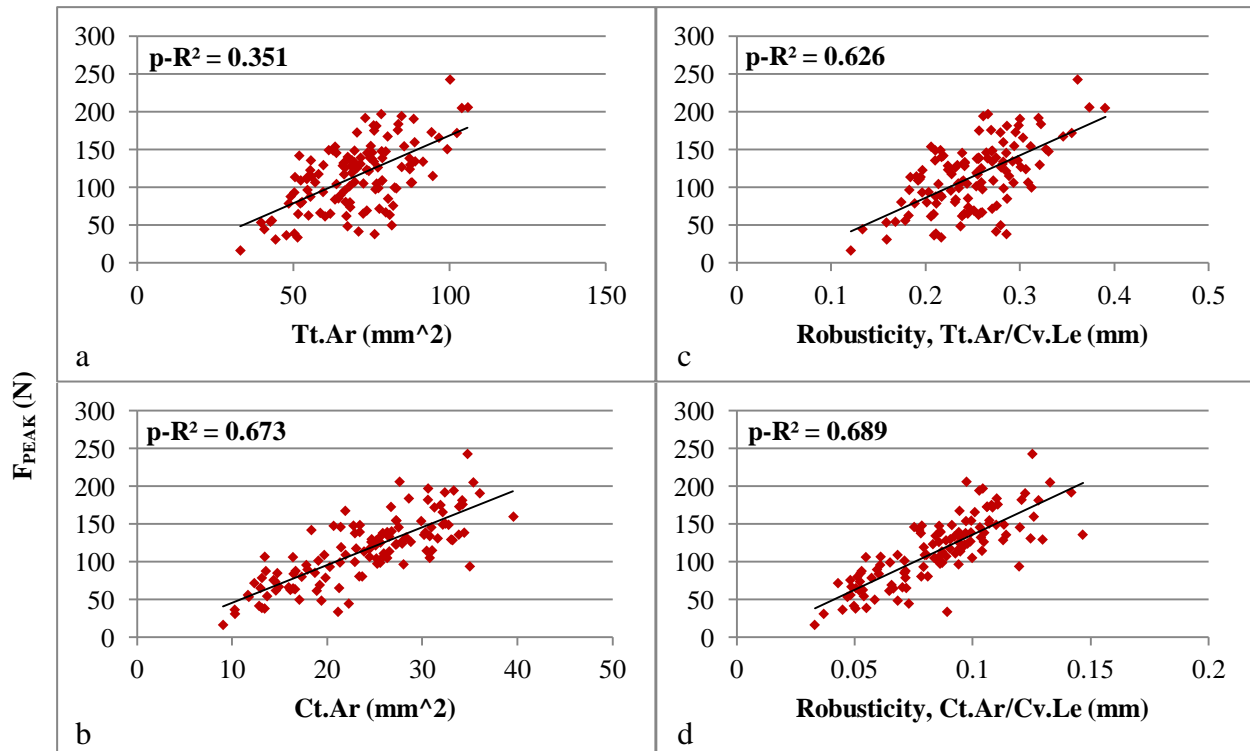 p-R² = 0.351
300
250
200
150
100
50
0
0 50 100 150
Tt.Ar (mm^2)
a
p-R² = 0.626
300
250
200
150
100
50
0
0 0.1 0.2 0.3 0.4 0.5
Robusticity, Tt.Ar/Cv.Le (mm)
c
F_PEAK (N)
p-R² = 0.673
300
250
200
150
100
50
0
0 10 20 30 40 50
Ct.Ar (mm^2)
b
p-R² = 0.689
300
250
200
150
100
50
0
0 0.05 0.1 0.15 0.2
Robusticity, Ct.Ar/Cv.Le (mm)
d